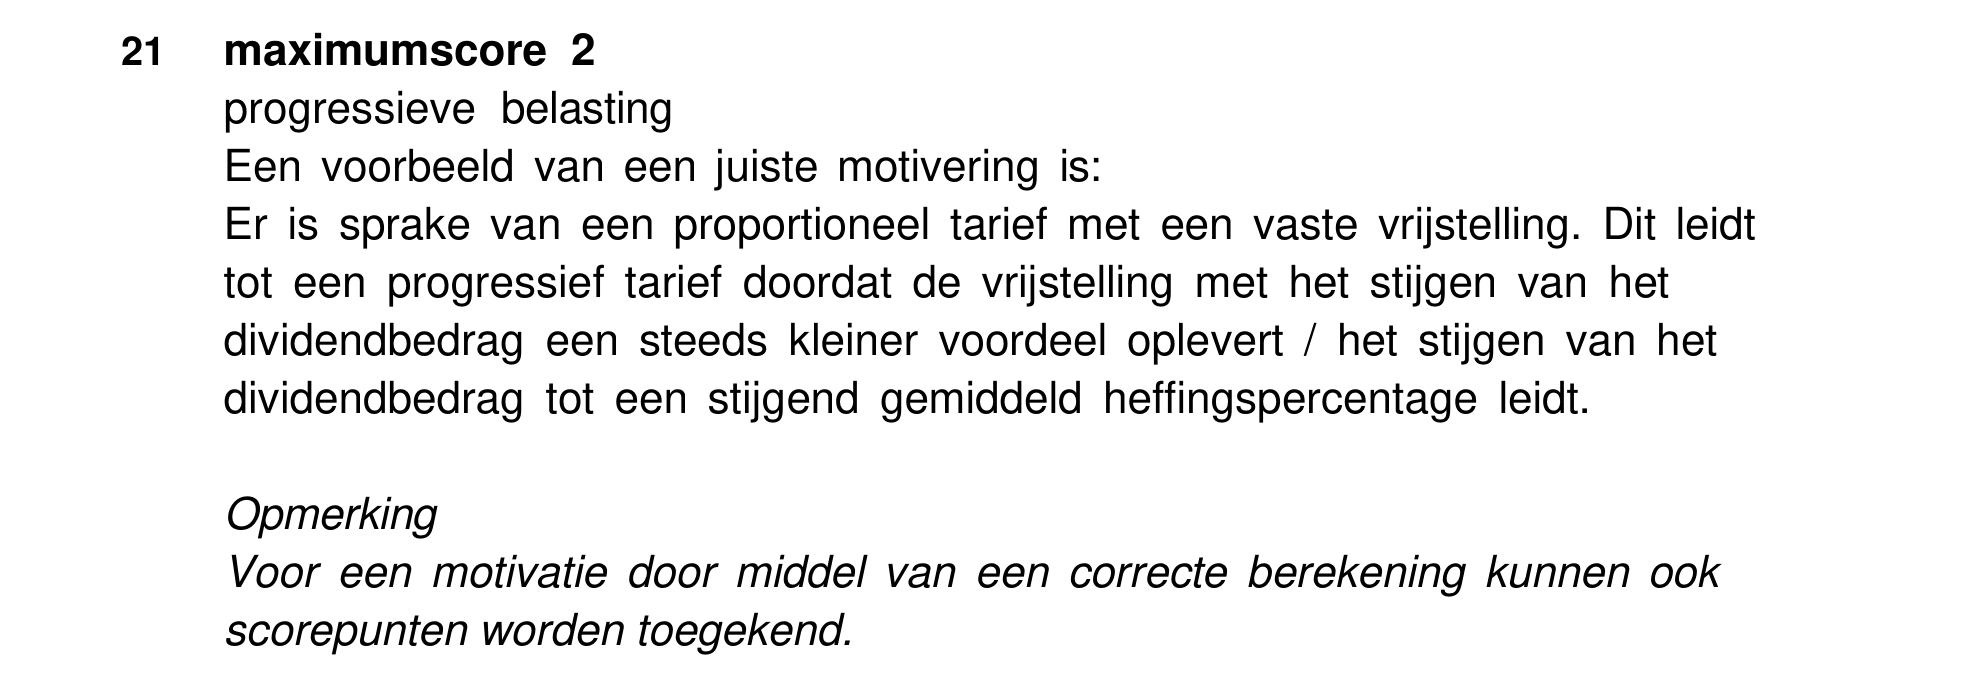 21 maximumscore 2
progressieve belasting
Een voorbeeld van een juiste motivering is:
Er is sprake van een proportioneel tarief met een vaste vrijstelling. Dit leidt
tot een progressief tarief doordat de vrijstelling met het stijgen van het
dividendbedrag een steeds kleiner voordeel oplevert / het stijgen van het
dividendbedrag tot een stijgend gemiddeld heffingspercentage leidt.
Opmerking
Voor een motivatie door middel van een correcte berekening kunnen ook
scorepunten worden toegekend.